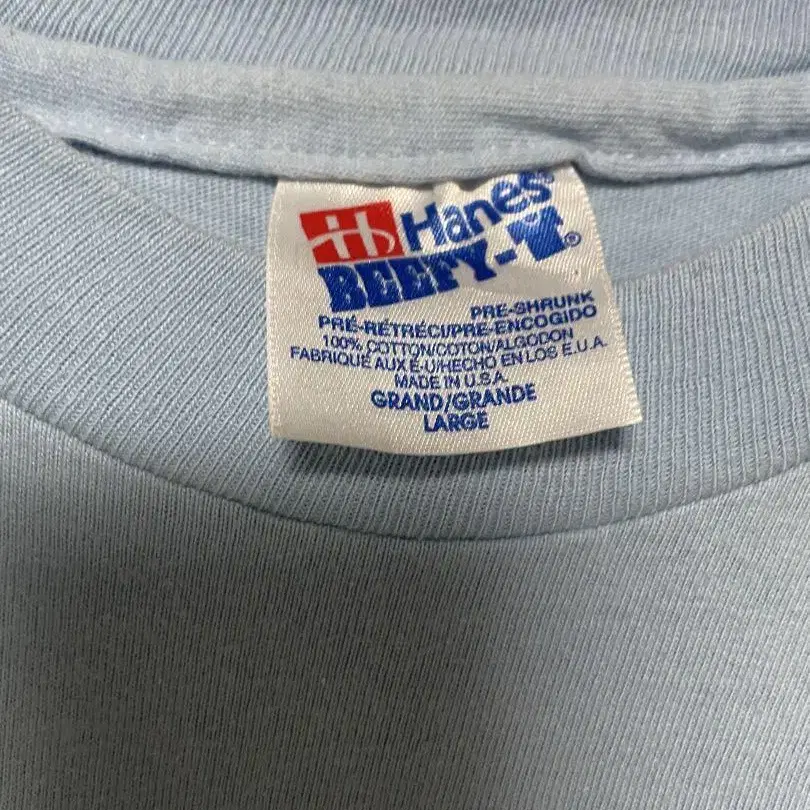 Hanes®
BEEFY-T®
PRE-SHRUNK
PRÉ-RÉTRÉCI/PRE-ENCOGIDO
100% COTTON/COTON/ALGODON
FABRIQUÉ AUX É-U/HECHO EN LOS E.U.A.
MADE IN U.S.A.
GRAND/GRANDE
LARGE